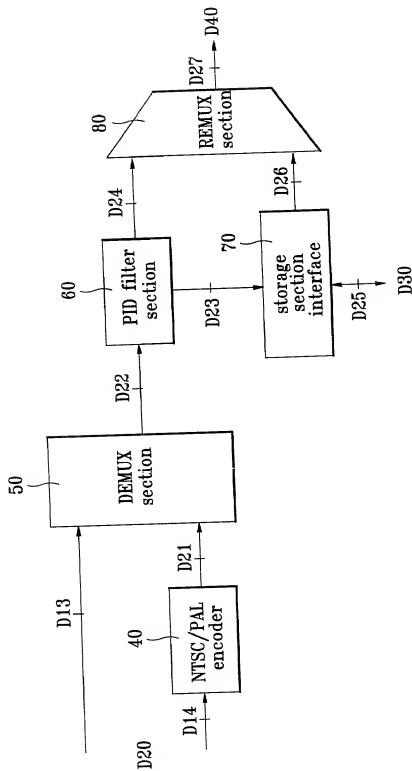 D20
D13
D14
40
NTSC/PAL
encoder
D21
50
DEMUX
section
D22
60
PID filter
section
D23
D24
70
storage
section
interface
D25
D30
D26
80
REMUX
section
D27
D40